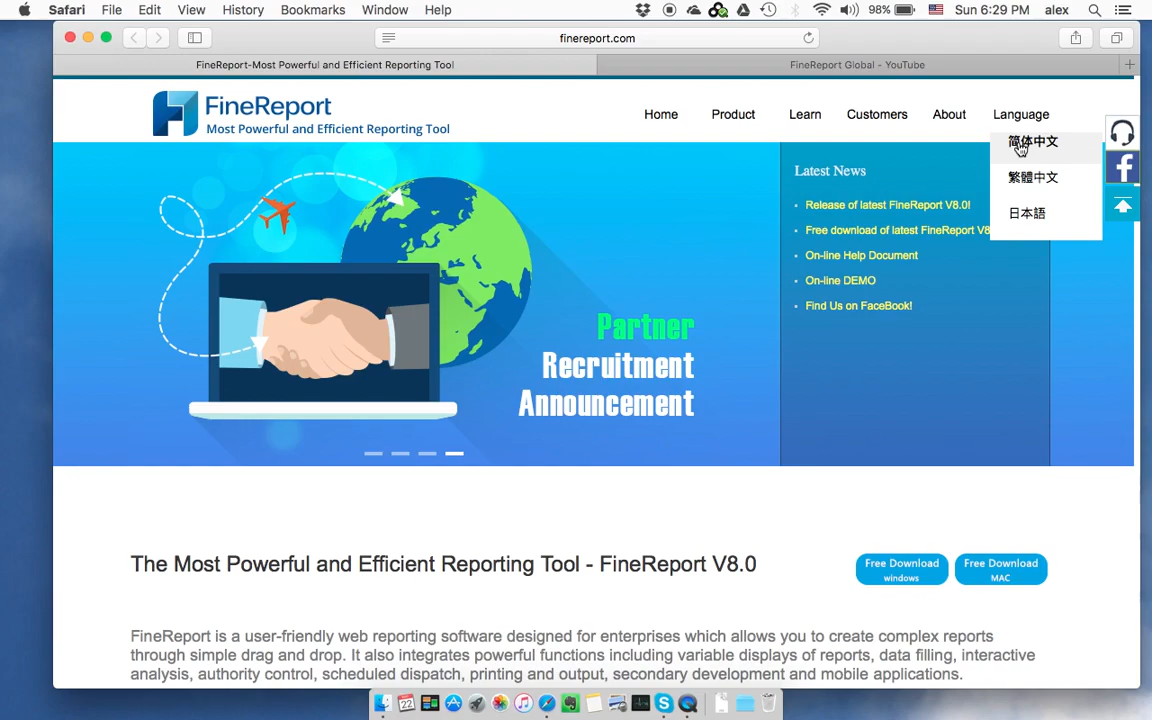 Safari File Edit View History Bookmarks Window Help 98% Sun 6:29 PM alex
finereport.com
FineReport-Most Powerful and Efficient Reporting Tool
FineReport Global - YouTube
FineReport
Most Powerful and Efficient Reporting Tool
Home Product Learn Customers About Language
简体中文
繁體中文
日本語
Latest News
Release of latest FineReport V8.0!
Free download of latest FineReport V8
On-line Help Document
On-line DEMO
Find Us on FaceBook!
Partner
Recruitment
Announcement
The Most Powerful and Efficient Reporting Tool - FineReport V8.0
Free Download
windows
Free Download
MAC
FineReport is a user-friendly web reporting software designed for enterprises which allows you to create complex reports
through simple drag and drop. It also integrates powerful functions including variable displays of reports, data filling, interactive
analysis, authority control, scheduled dispatch, printing and output, secondary development and mobile applications.
22